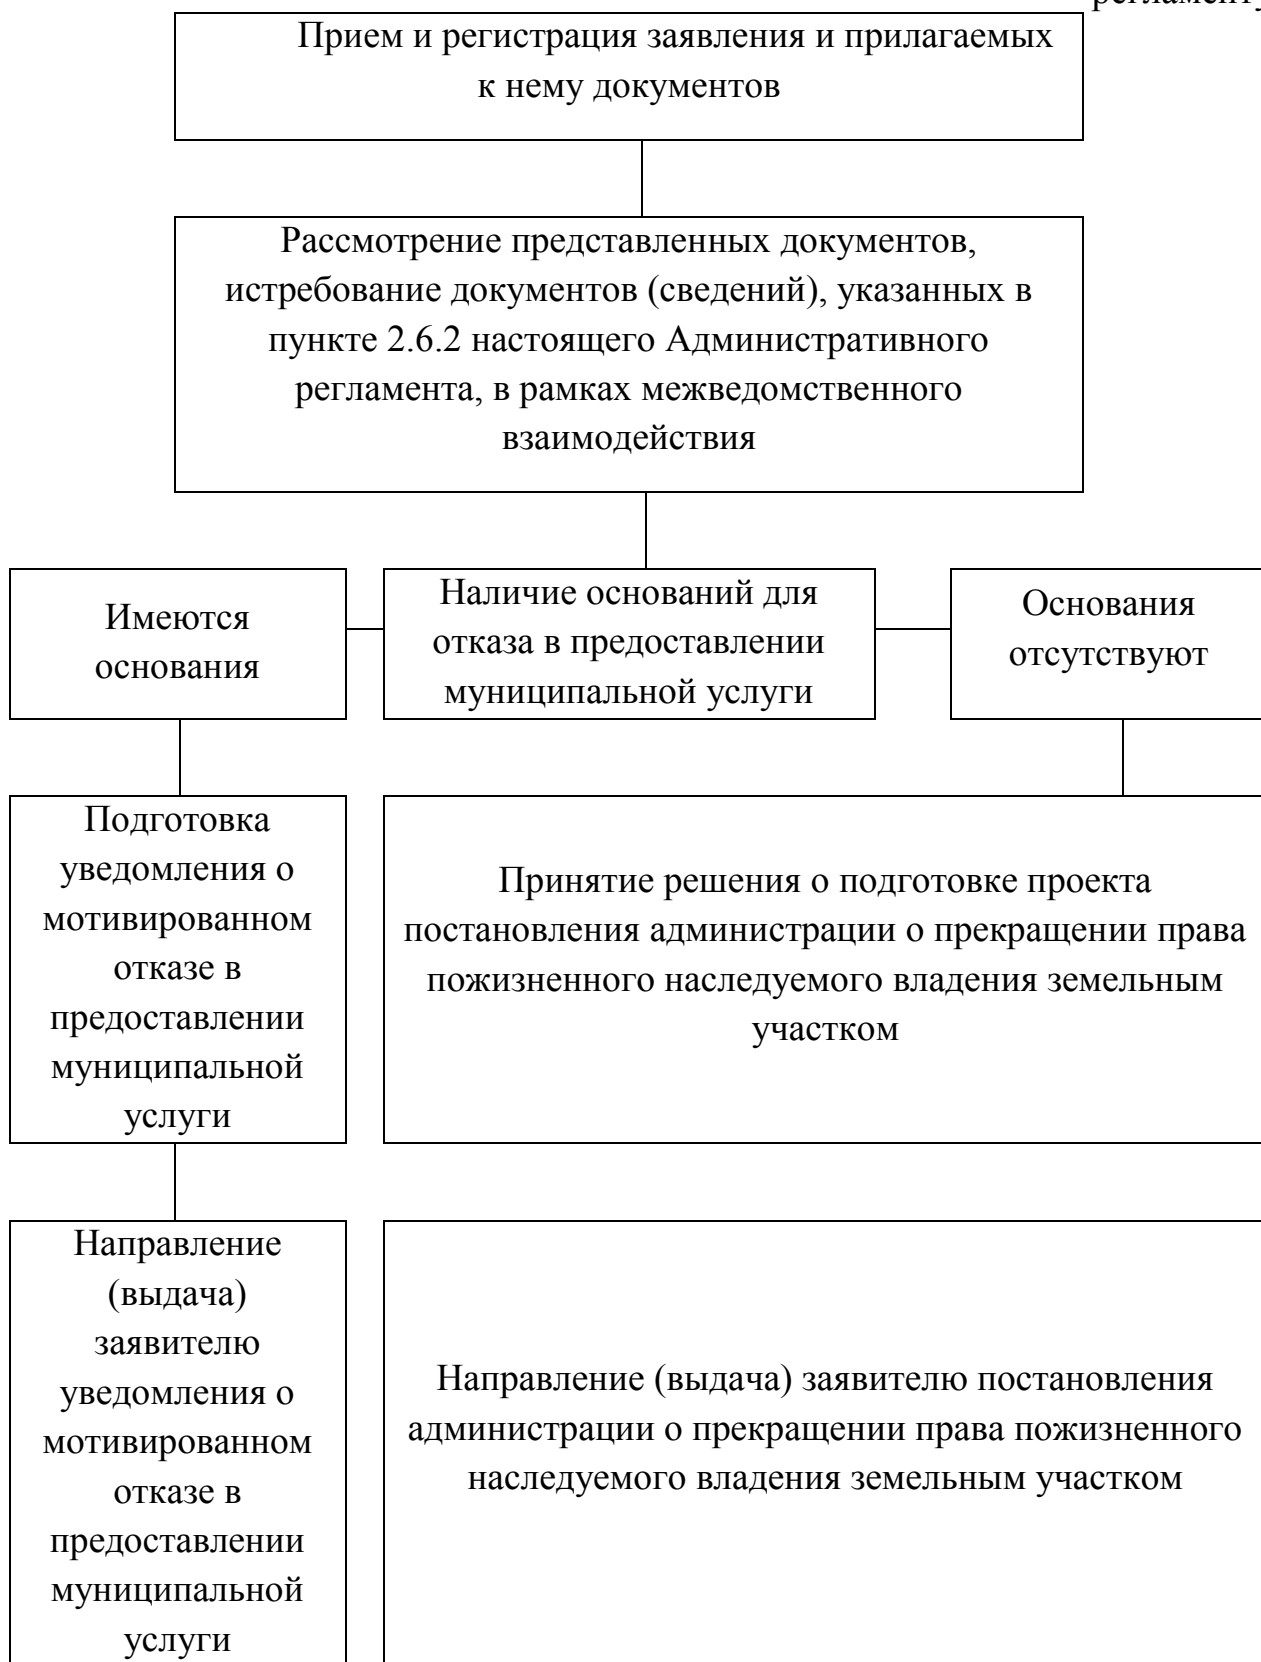 регламенту
Прием и регистрация заявления и прилагаемых
к нему документов
Рассмотрение представленных документов,
истребование документов (сведений), указанных в
пункте 2.6.2 настоящего Административного
регламента, в рамках межведомственного
взаимодействия
Имеются
основания
Наличие оснований для
отказа в предоставлении
муниципальной услуги
Основания
отсутствуют
Подготовка
уведомления о
мотивированном
отказе в
предоставлении
муниципальной
услуги
Принятие решения о подготовке проекта
постановления администрации о прекращении права
пожизненного наследуемого владения земельным
участком
Направление
(выдача)
заявителю
уведомления о
мотивированном
отказе в
предоставлении
муниципальной
услуги
Направление (выдача) заявителю постановления
администрации о прекращении права пожизненного
наследуемого владения земельным участком